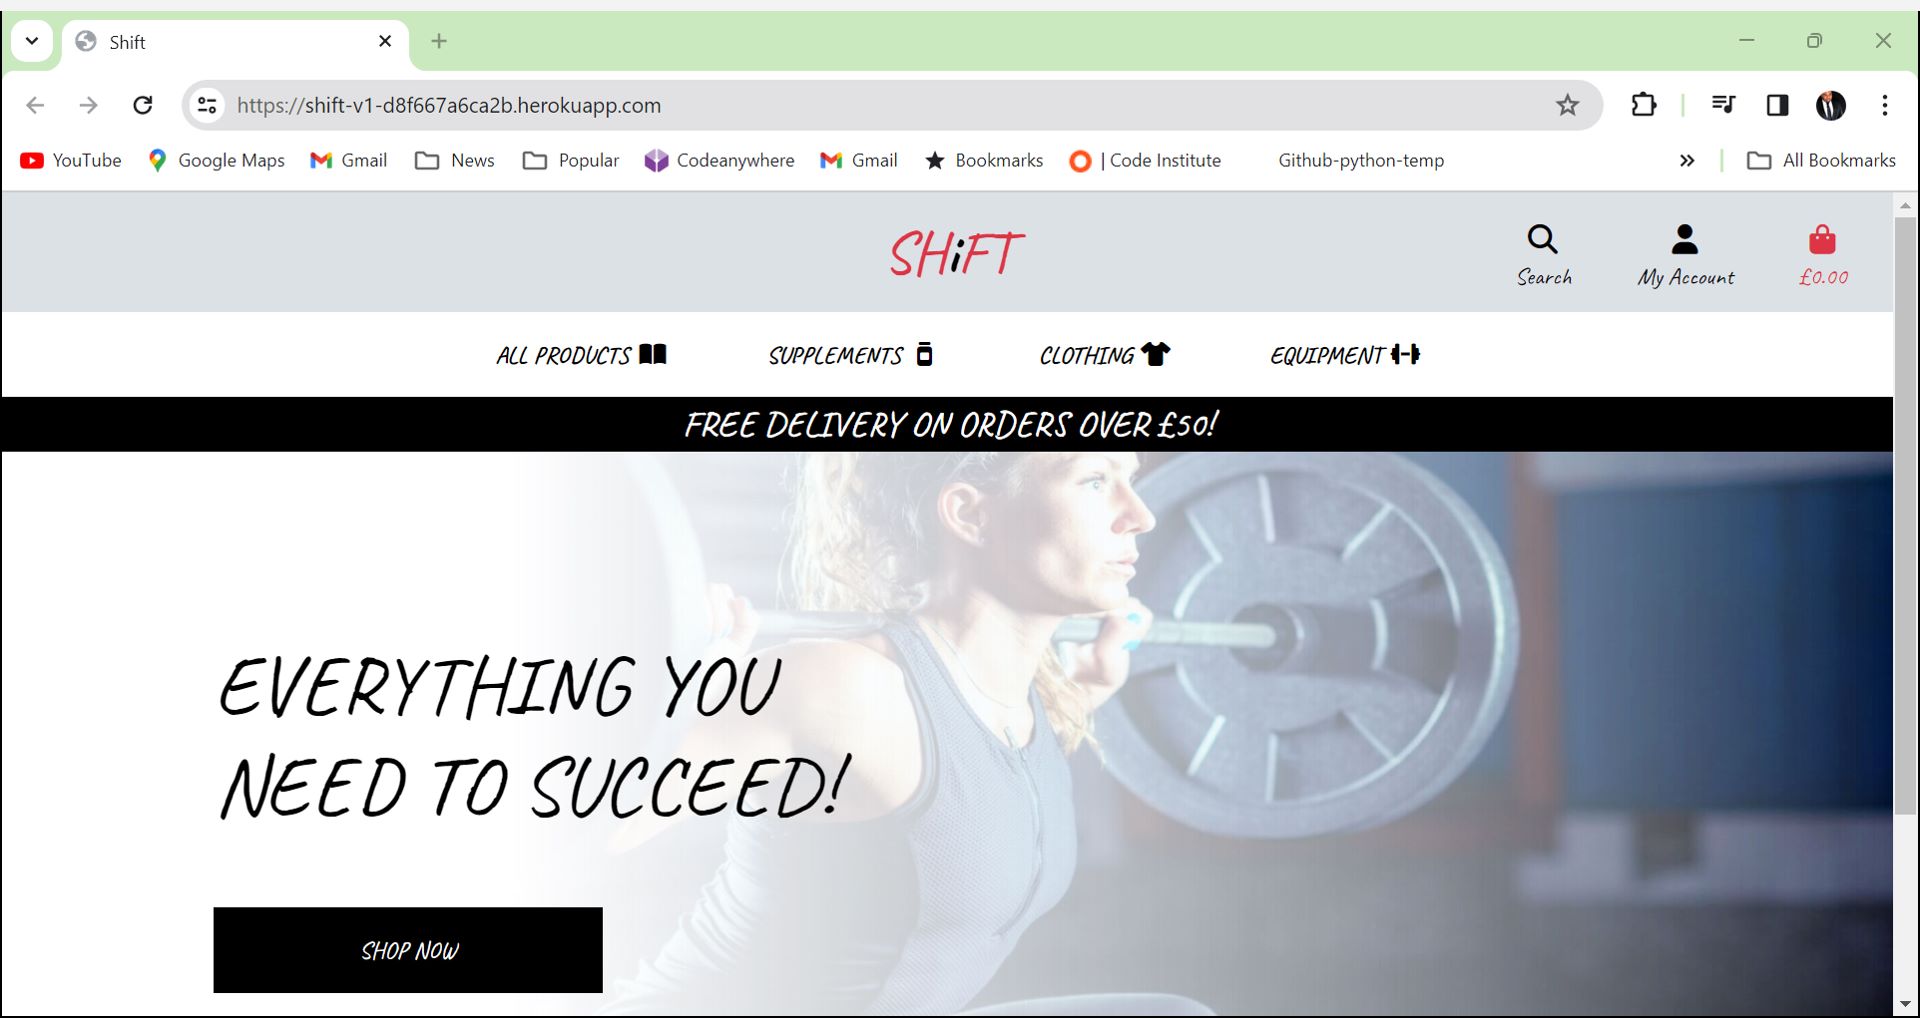 Shift
https://shift-v1-d8f667a6ca2b.herokuapp.com
YouTube Google Maps Gmail News Popular Codeanywhere Gmail Bookmarks | Code Institute Github-python-temp All Bookmarks
SHiFT
Search My Account £0.00
ALL PRODUCTS SUPPLEMENTS CLOTHING EQUIPMENT
FREE DELIVERY ON ORDERS OVER £50!
EVERYTHING YOU
NEED TO SUCCEED!
SHOP NOW